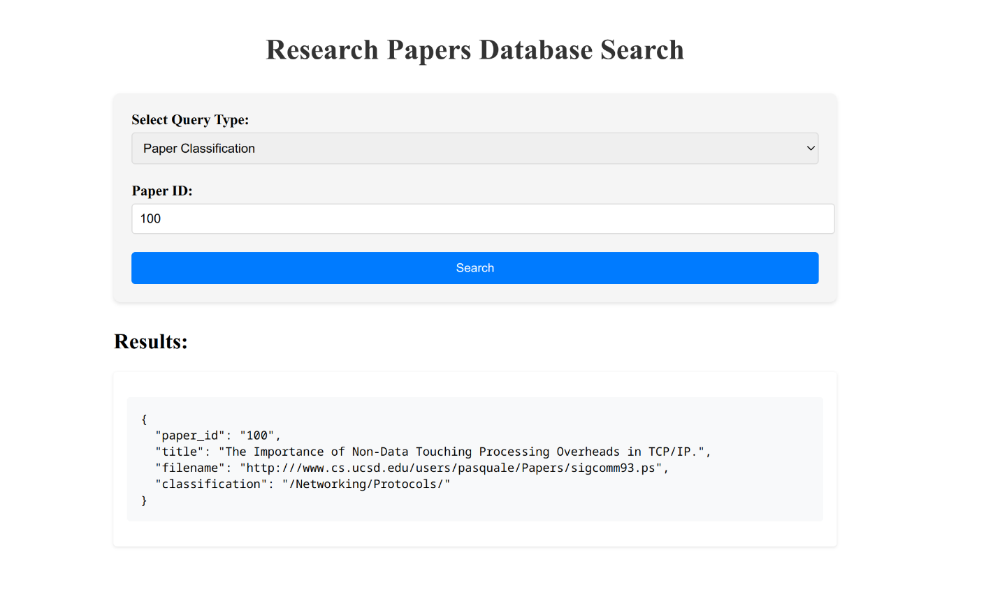 Research Papers Database Search
Select Query Type:
Paper Classification
Paper ID:
100
Search
Results:
{
  "paper_id": "100",
  "title": "The Importance of Non-Data Touching Processing Overheads in TCP/IP.",
  "filename": "http:///www.cs.ucsd.edu/users/pasquale/Papers/sigcomm93.ps",
  "classification": "/Networking/Protocols/"
}